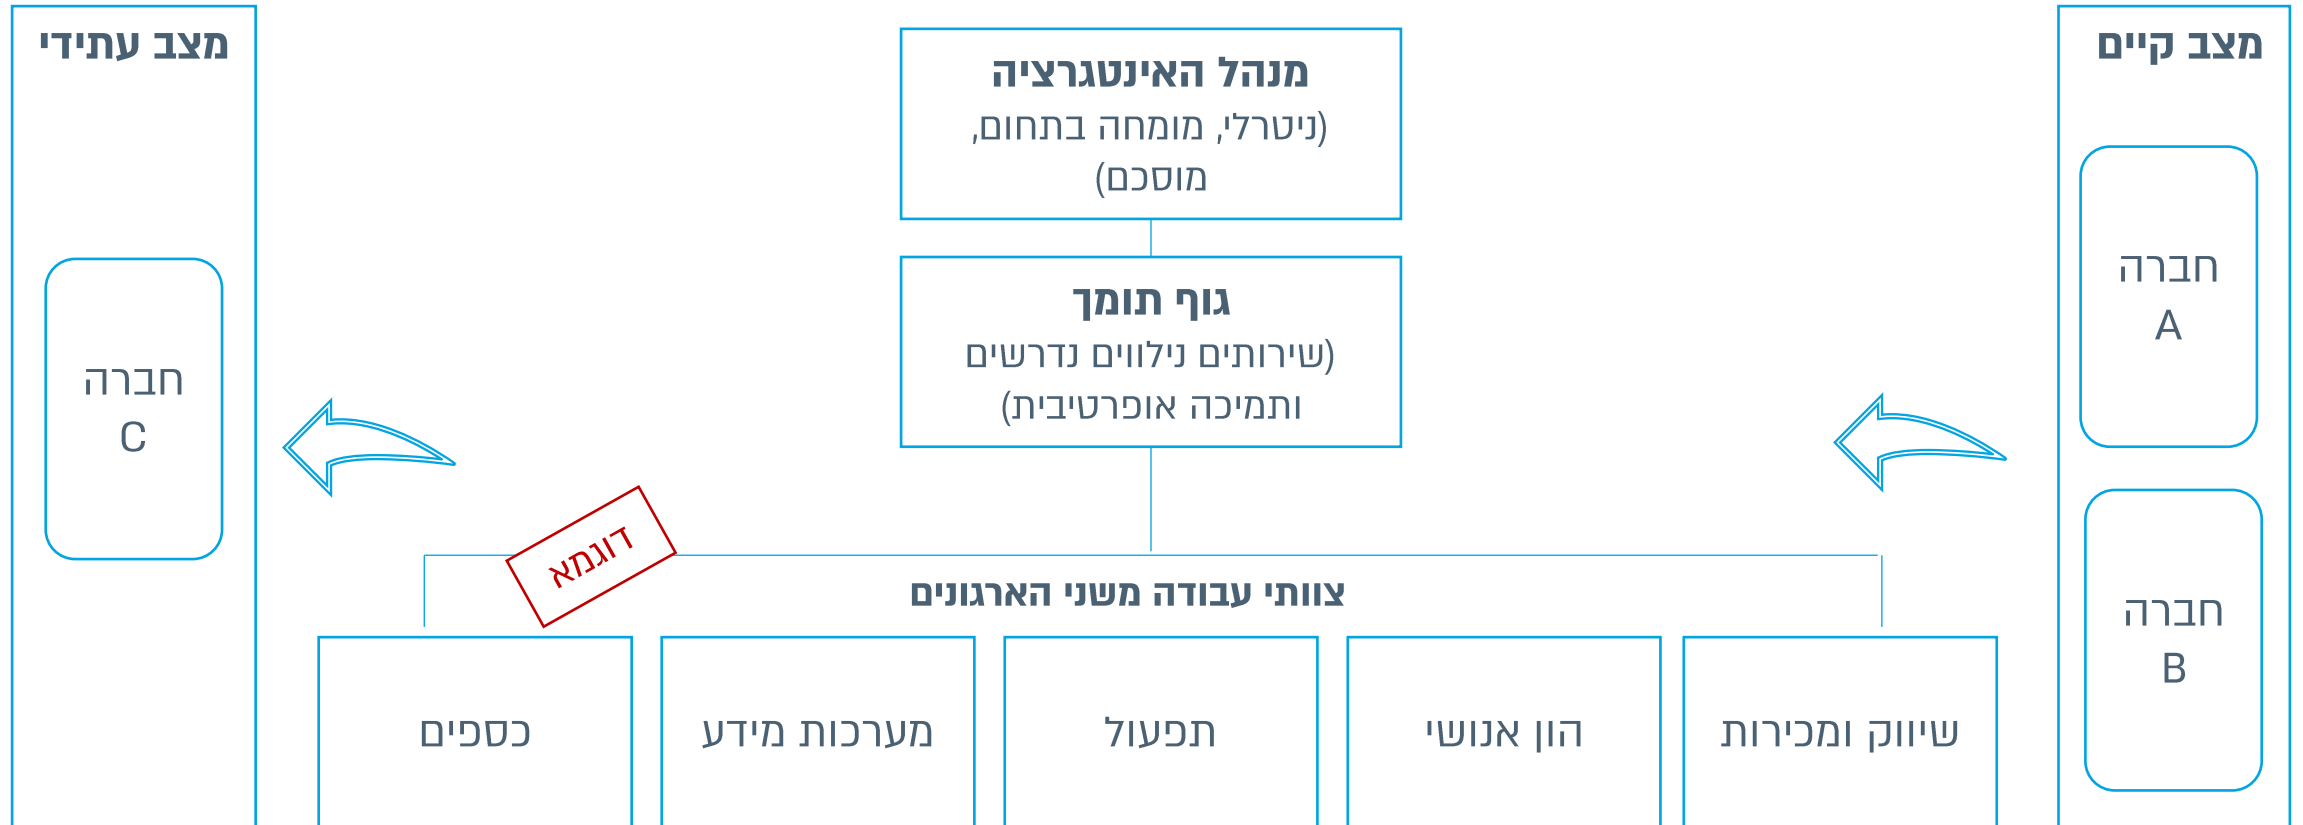 מצב קיים
חברה
A
חברה
B
מנהל האינטגרציה
(ניטרלי, מומחה בתחום,
מוסכם)
גוף תומך
(שירותים נילווים נדרשים
ותמיכה אופרטיבית)
דוגמא
צוותי עבודה משני הארגונים
שיווק ומכירות
הון אנושי
תפעול
מערכות מידע
כספים
מצב עתידי
חברה
C